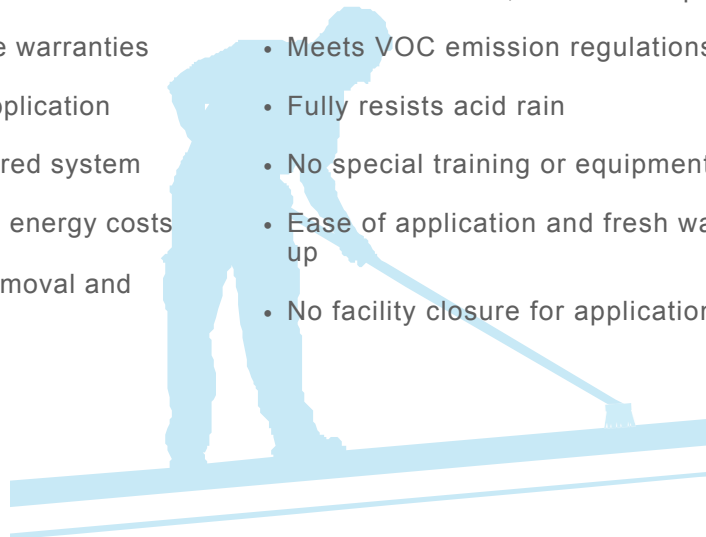 e warranties
plication
red system
energy costs
moval and
• Meets VOC emission regulations
• Fully resists acid rain
• No special training or equipment
• Ease of application and fresh wa
up
• No facility closure for application